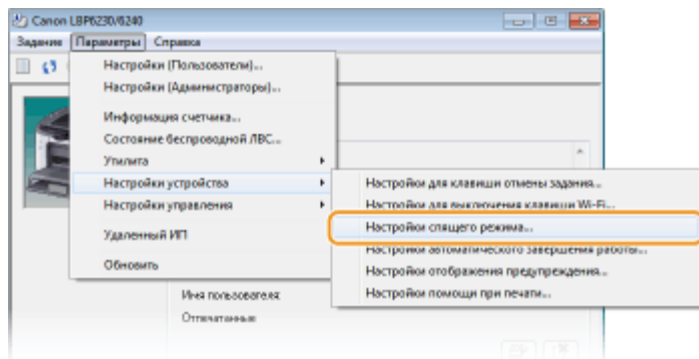 Canon LBP6230/6240
Задание Параметры Справка
Настройки (Пользователи)...
Настройки (Администраторы)...
Информация счетчика...
Состояние беспроводной ЛВС...
Утилита
Настройки устройства
Настройки управления
Удаленный ИП
Обновить
Настройки для клавиши отмены задания...
Настройки для выключения клавиши Wi-Fi...
Настройки спящего режима...
Настройки автоматического завершения работы...
Настройки отображения предупреждения...
Настройки помощи при печати...
Имя пользователя:
Отпечатанные